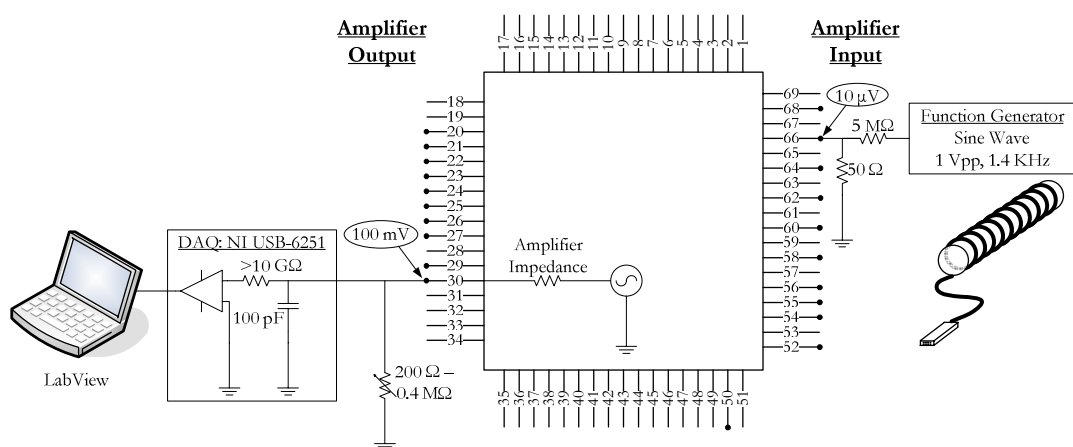 Amplifier
Output
Amplifier
Input
17 16 15 14 13 12 11 10 9 8 7 6 5 4 3 2 1
18
19
20
21
22
23
24
25
26
27
28
29
30
31
32
33
34
69
68
67
66
65
64
63
62
61
60
59
58
57
56
55
54
53
52
10 µV
5 MΩ
50 Ω
Function Generator
Sine Wave
1 Vpp, 1.4 KHz
100 mV
Amplifier
Impedance
DAQ: NI USB-6251
>10 GΩ
100 pF
200 Ω –
0.4 MΩ
LabView
35 36 37 38 39 40 41 42 43 44 45 46 47 48 49 50 51